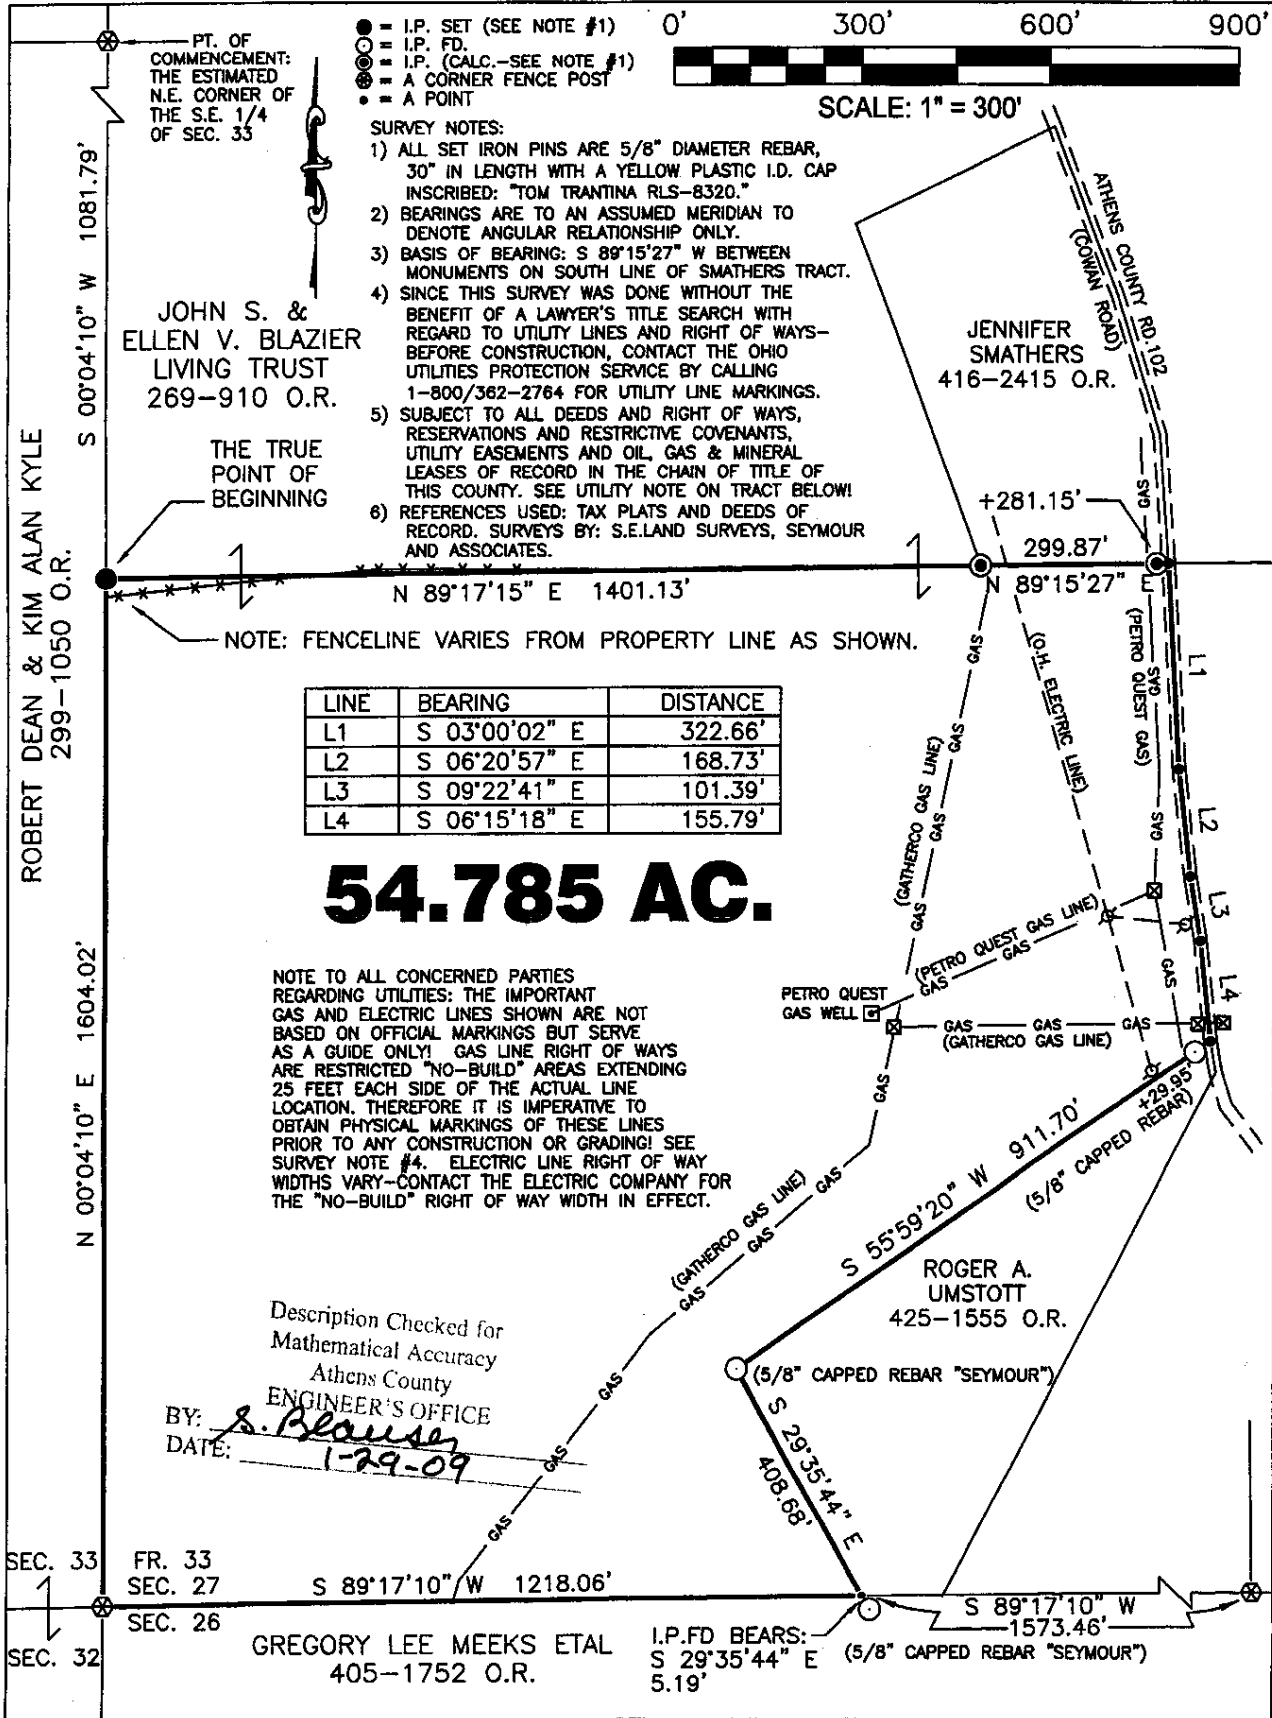 PT. OF
COMMENCEMENT:
THE ESTIMATED
N.E. CORNER OF
THE S.E. 1/4
OF SEC. 33
= I.P. SET (SEE NOTE #1)
= I.P. FD.
= I.P. (CALC.-SEE NOTE #1)
= A CORNER FENCE POST
= A POINT
0' 300' 600' 900'
SCALE: 1" = 300'
SURVEY NOTES:
1) ALL SET IRON PINS ARE 5/8" DIAMETER REBAR,
30" IN LENGTH WITH A YELLOW PLASTIC I.D. CAP
INSCRIBED: "TOM TRANTINA RLS-8320."
2) BEARINGS ARE TO AN ASSUMED MERIDIAN TO
DENOTE ANGULAR RELATIONSHIP ONLY.
3) BASIS OF BEARING: S 89°15'27" W BETWEEN
MONUMENTS ON SOUTH LINE OF SMATHERS TRACT.
4) SINCE THIS SURVEY WAS DONE WITHOUT THE
BENEFIT OF A LAWYER'S TITLE SEARCH WITH
REGARD TO UTILITY LINES AND RIGHT OF WAYS-
BEFORE CONSTRUCTION, CONTACT THE OHIO
UTILITIES PROTECTION SERVICE BY CALLING
1-800/362-2764 FOR UTILITY LINE MARKINGS.
5) SUBJECT TO ALL DEEDS AND RIGHT OF WAYS,
RESERVATIONS AND RESTRICTIVE COVENANTS,
UTILITY EASEMENTS AND OIL, GAS & MINERAL
LEASES OF RECORD IN THE CHAIN OF TITLE OF
THIS COUNTY. SEE UTILITY NOTE ON TRACT BELOW!
6) REFERENCES USED: TAX PLATS AND DEEDS OF
RECORD. SURVEYS BY: S.E.LAND SURVEYS, SEYMOUR
AND ASSOCIATES.
S 00°04'10" W 1081.79'
JOHN S. &
ELLEN V. BLAZIER
LIVING TRUST
269-910 O.R.
THE TRUE
POINT OF
BEGINNING
ROBERT DEAN & KIM ALAN KYLE
299-1050 O.R.
JENNIFER
SMATHERS
416-2415 O.R.
ATHENS COUNTY RD.102
(COWAN ROAD)
GAS
+281.15'
299.87'
N 89°17'15" E 1401.13'
N 89°15'27" E
NOTE: FENCELINE VARIES FROM PROPERTY LINE AS SHOWN.
LINE BEARING DISTANCE
L1 S 03°00'02" E 322.66'
L2 S 06°20'57" E 168.73'
L3 S 09°22'41" E 101.39'
L4 S 06°15'18" E 155.79'
54.785 AC.
GAS
(GATHERCO GAS LINE)
GAS
GAS
GAS
(O.H. ELECTRIC LINE)
(PETRO QUEST GAS)
GAS
GAS
GAS
L1
L2
L3
L4
(PETRO QUEST GAS LINE)
GAS GAS
PETRO QUEST
GAS WELL
GAS GAS GAS
(GATHERCO GAS LINE)
NOTE TO ALL CONCERNED PARTIES
REGARDING UTILITIES: THE IMPORTANT
GAS AND ELECTRIC LINES SHOWN ARE NOT
BASED ON OFFICIAL MARKINGS BUT SERVE
AS A GUIDE ONLY! GAS LINE RIGHT OF WAYS
ARE RESTRICTED "NO-BUILD" AREAS EXTENDING
25 FEET EACH SIDE OF THE ACTUAL LINE
LOCATION. THEREFORE IT IS IMPERATIVE TO
OBTAIN PHYSICAL MARKINGS OF THESE LINES
PRIOR TO ANY CONSTRUCTION OR GRADING! SEE
SURVEY NOTE #4. ELECTRIC LINE RIGHT OF WAY
WIDTHS VARY-CONTACT THE ELECTRIC COMPANY FOR
THE "NO-BUILD" RIGHT OF WAY WIDTH IN EFFECT.
N 00°04'10" E 1604.02'
GAS
GAS
(GATHERCO GAS LINE)
GAS
GAS
GAS
GAS
GAS
S 55°59'20" W 911.70'
+29.95'
(5/8" CAPPED REBAR)
ROGER A.
UMSTOTT
425-1555 O.R.
(5/8" CAPPED REBAR "SEYMOUR")
S 29°35'44" E
408.68'
Description Checked for
Mathematical Accuracy
Athens County
ENGINEER'S OFFICE
BY: S. Blauser
DATE: 1-29-09
SEC. 33 FR. 33
SEC. 27
SEC. 26
SEC. 32
S 89°17'10" W 1218.06'
GREGORY LEE MEEKS ETAL
405-1752 O.R.
I.P.FD BEARS:
S 29°35'44" E
5.19'
S 89°17'10" W
1573.46'
(5/8" CAPPED REBAR "SEYMOUR")